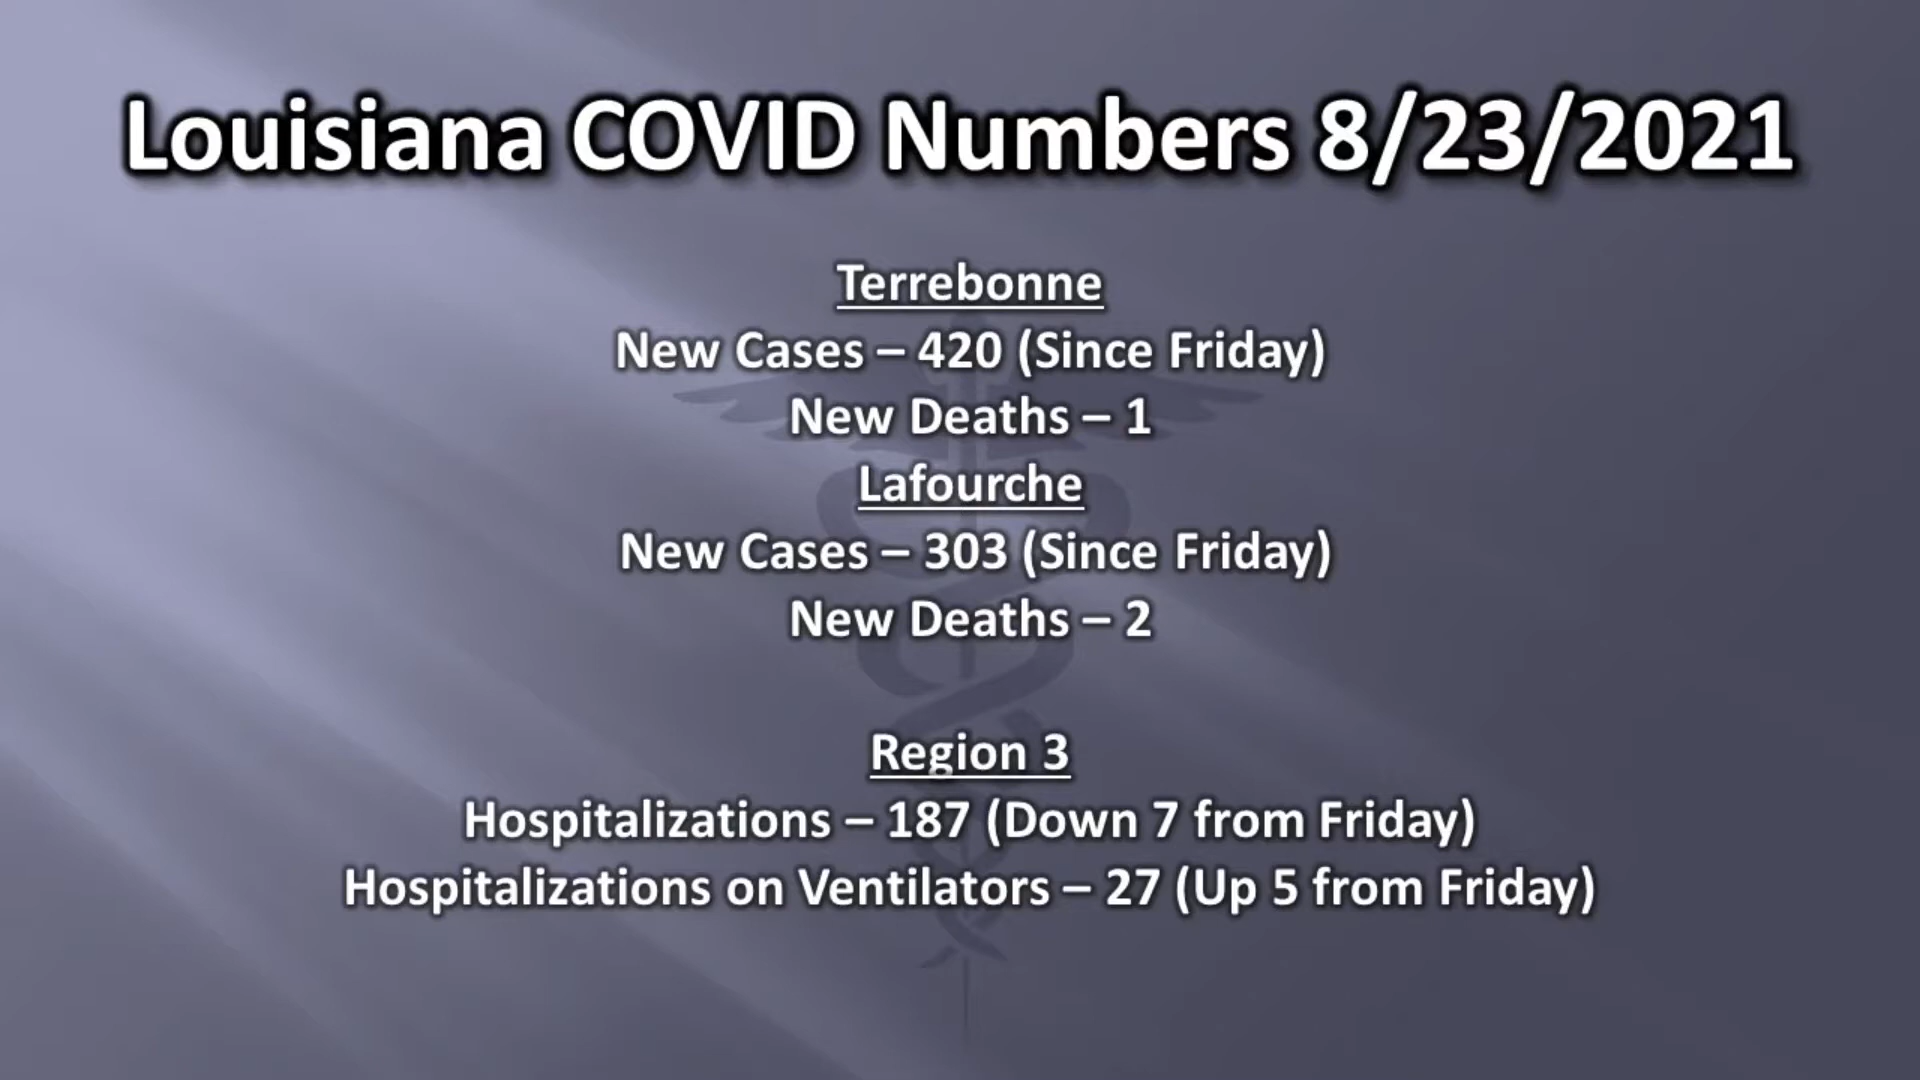 Louisiana COVID Numbers 8/23/2021
Terrebonne
New Cases – 420 (Since Friday)
New Deaths – 1
Lafourche
New Cases – 303 (Since Friday)
New Deaths – 2
Region 3
Hospitalizations – 187 (Down 7 from Friday)
Hospitalizations on Ventilators – 27 (Up 5 from Friday)